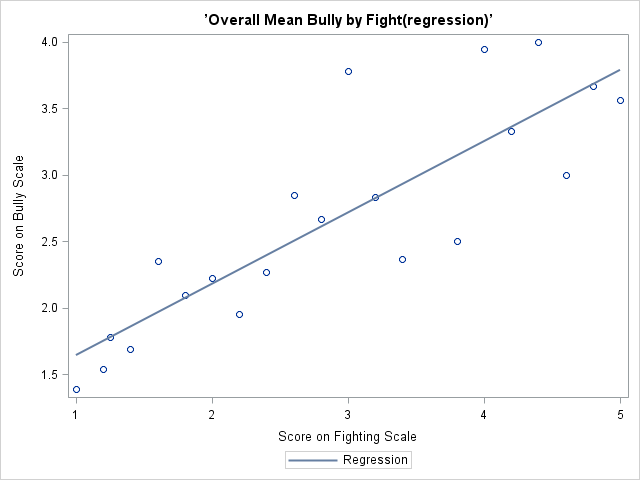 ’Overall Mean Bully by Fight(regression)’
4.0
3.5
3.0
2.5
2.0
1.5
Score on Bully Scale
1 2 3 4 5
Score on Fighting Scale
Regression